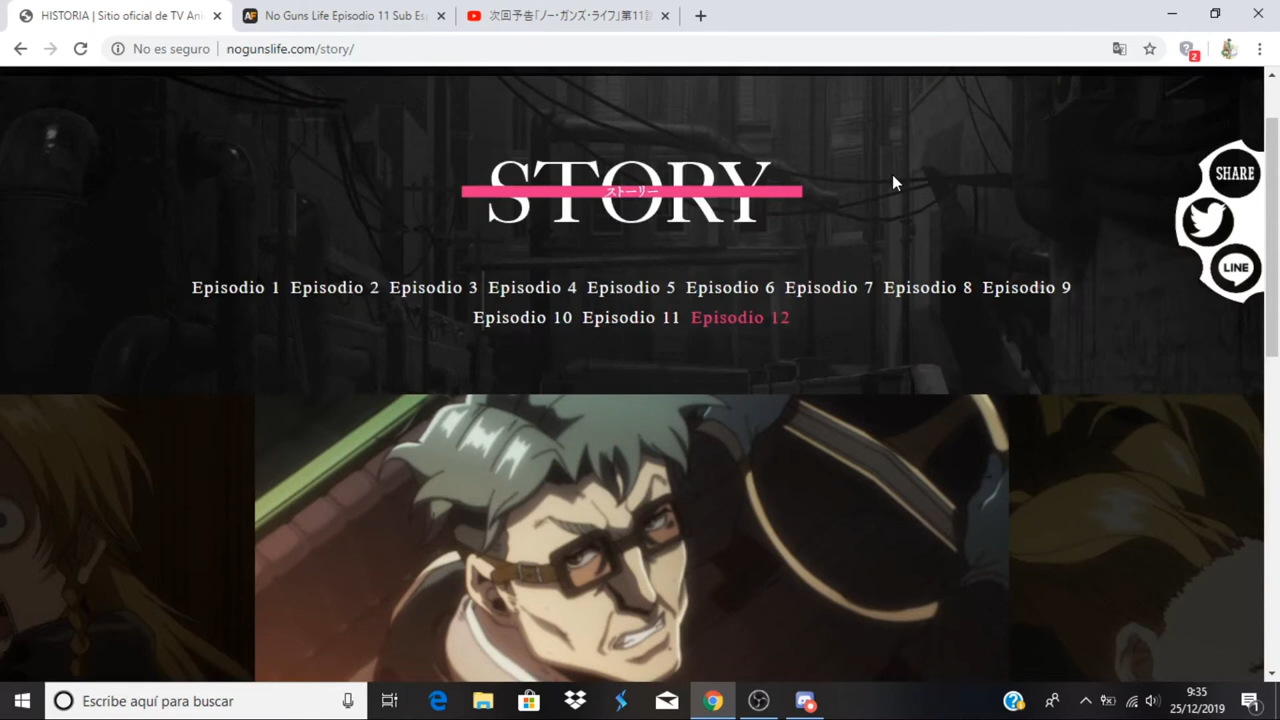 HISTORIA | Sitio oficial de TV Ani
No Guns Life Episodio 11 Sub Es
次回予告「ノー・ガンズ・ライフ」第11
No es seguro
nogunslife.com/story/
2
STORY
ストーリー
SHARE
LINE
Episodio 1 Episodio 2 Episodio 3 Episodio 4 Episodio 5 Episodio 6 Episodio 7 Episodio 8 Episodio 9
Episodio 10 Episodio 11 Episodio 12
Escribe aquí para buscar
9:35
25/12/2019
1